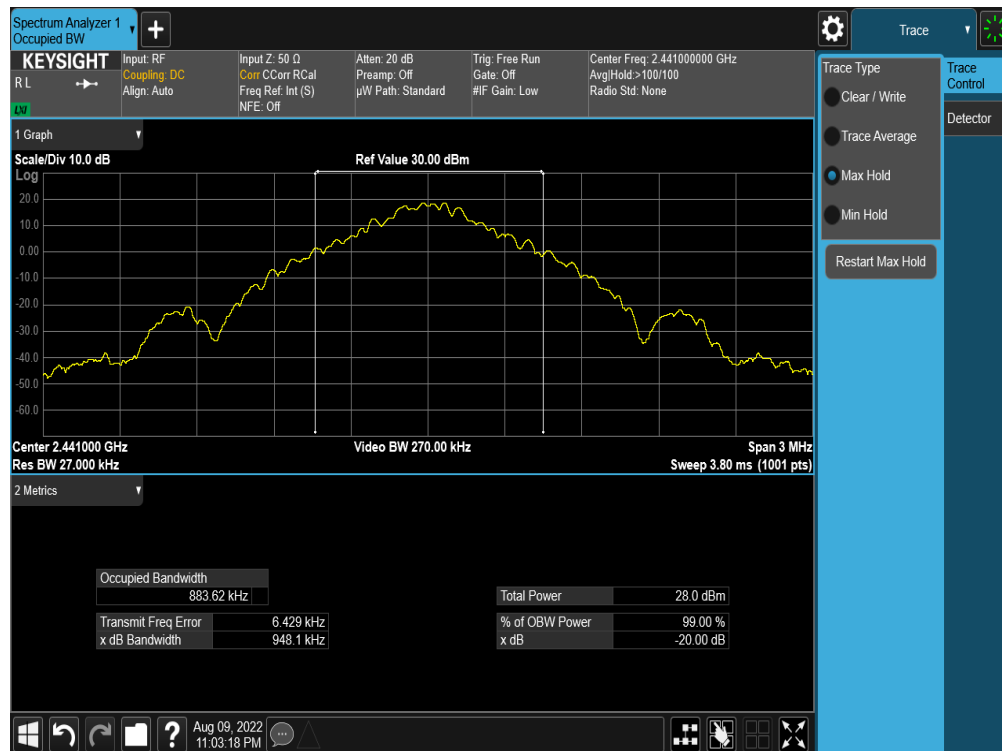 Spectrum Analyzer 1
Occupied BW
Trace
KEYSIGHT
R L
LXI
Input: RF
Coupling: DC
Align: Auto
Input Z: 50 Ω
Corr CCorr RCal
Freq Ref: Int (S)
NFE: Off
Atten: 20 dB
Preamp: Off
µW Path: Standard
Trig: Free Run
Gate: Off
#IF Gain: Low
Center Freq: 2.441000000 GHz
Avg|Hold:>100/100
Radio Std: None
Trace Type
Clear / Write
Trace Average
Max Hold
Min Hold
Restart Max Hold
Trace
Control
Detector
1 Graph
Scale/Div 10.0 dB
Ref Value 30.00 dBm
Log
20.0
10.0
0.00
-10.0
-20.0
-30.0
-40.0
-50.0
-60.0
Center 2.441000 GHz
Video BW 270.00 kHz
Span 3 MHz
Res BW 27.000 kHz
Sweep 3.80 ms (1001 pts)
2 Metrics
Occupied Bandwidth
883.62 kHz
Total Power 28.0 dBm
Transmit Freq Error 6.429 kHz
% of OBW Power 99.00 %
x dB Bandwidth 948.1 kHz
x dB -20.00 dB
Aug 09, 2022
11:03:18 PM